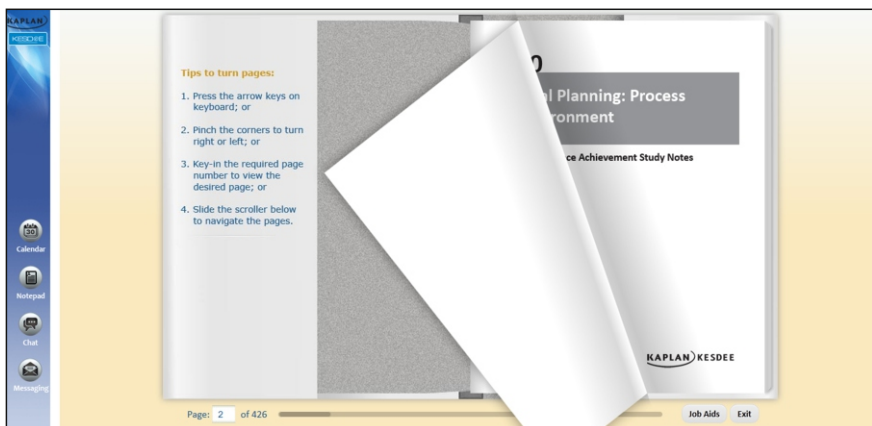 KAPLAN
KESDEE
Tips to turn pages:
1. Press the arrow keys on
keyboard; or
2. Pinch the corners to turn
right or left; or
3. Key-in the required page
number to view the
desired page; or
4. Slide the scroller below
to navigate the pages.
0
l Planning: Process
ronment
ce Achievement Study Notes
KAPLAN KESDEE
30
Calendar
Notepad
Chat
Messaging
Page: 2 of 426
Job Aids Exit